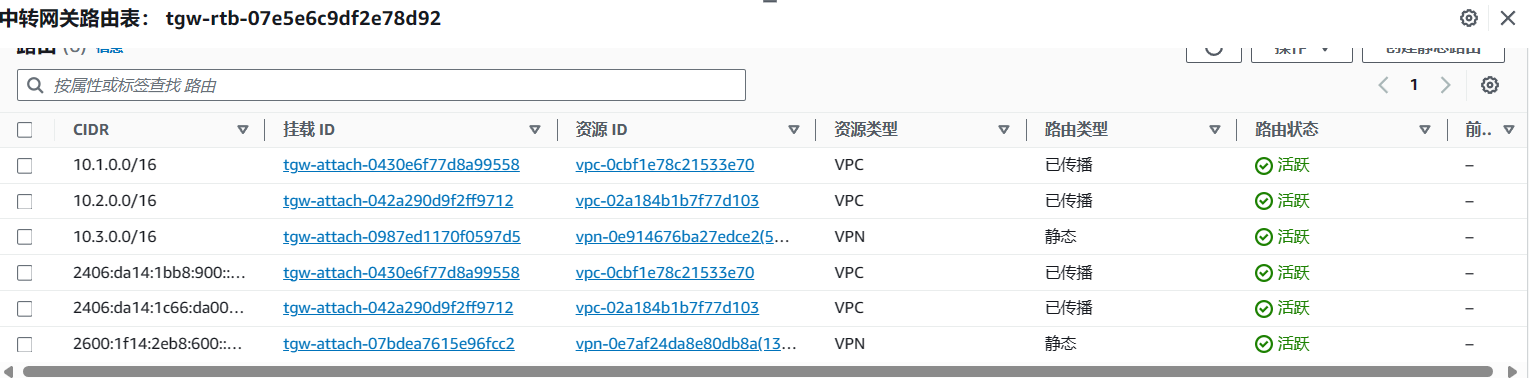 中转网关路由表： tgw-rtb-07e5e6c9df2e78d92
路由 (6) 信息 操作 创建静态路由
按属性或标签查找 路由
1
CIDR 挂载 ID 资源 ID 资源类型 路由类型 路由状态 前..
10.1.0.0/16 tgw-attach-0430e6f77d8a99558 vpc-0cbf1e78c21533e70 VPC 已传播 活跃 –
10.2.0.0/16 tgw-attach-042a290d9f2ff9712 vpc-02a184b1b7f77d103 VPC 已传播 活跃 –
10.3.0.0/16 tgw-attach-0987ed1170f0597d5 vpn-0e914676ba27edce2(5… VPN 静态 活跃 –
2406:da14:1bb8:900::… tgw-attach-0430e6f77d8a99558 vpc-0cbf1e78c21533e70 VPC 已传播 活跃 –
2406:da14:1c66:da00… tgw-attach-042a290d9f2ff9712 vpc-02a184b1b7f77d103 VPC 已传播 活跃 –
2600:1f14:2eb8:600::… tgw-attach-07bdea7615e96fcc2 vpn-0e7af24da8e80db8a(13… VPN 静态 活跃 –